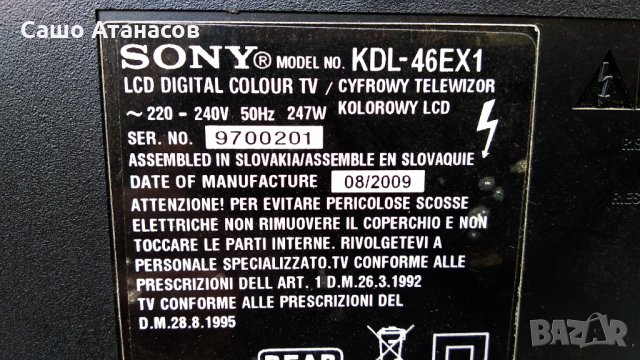 Сашо Атанасов
SONY® MODEL NO. KDL-46EX1
LCD DIGITAL COLOUR TV / CYFROWY TELEWIZOR
~ 220 - 240V 50Hz 247W KOLOROWY LCD
SER. NO. 9700201
ASSEMBLED IN SLOVAKIA/ASSEMBLE EN SLOVAQUIE
DATE OF MANUFACTURE 08/2009
ATTENZIONE! PER EVITARE PERICOLOSE SCOSSE
ELETTRICHE NON RIMUOVERE IL COPERCHIO E NON
TOCCARE LE PARTI INTERNE. RIVOLGETEVI A
PERSONALE SPECIALIZZATO.TV CONFORME ALLE
PRESCRIZIONI DELL ART. 1 D.M.26.3.1992
TV CONFORME ALLE PRESCRIZIONI DEL
D.M.28.8.1995
BAZAR